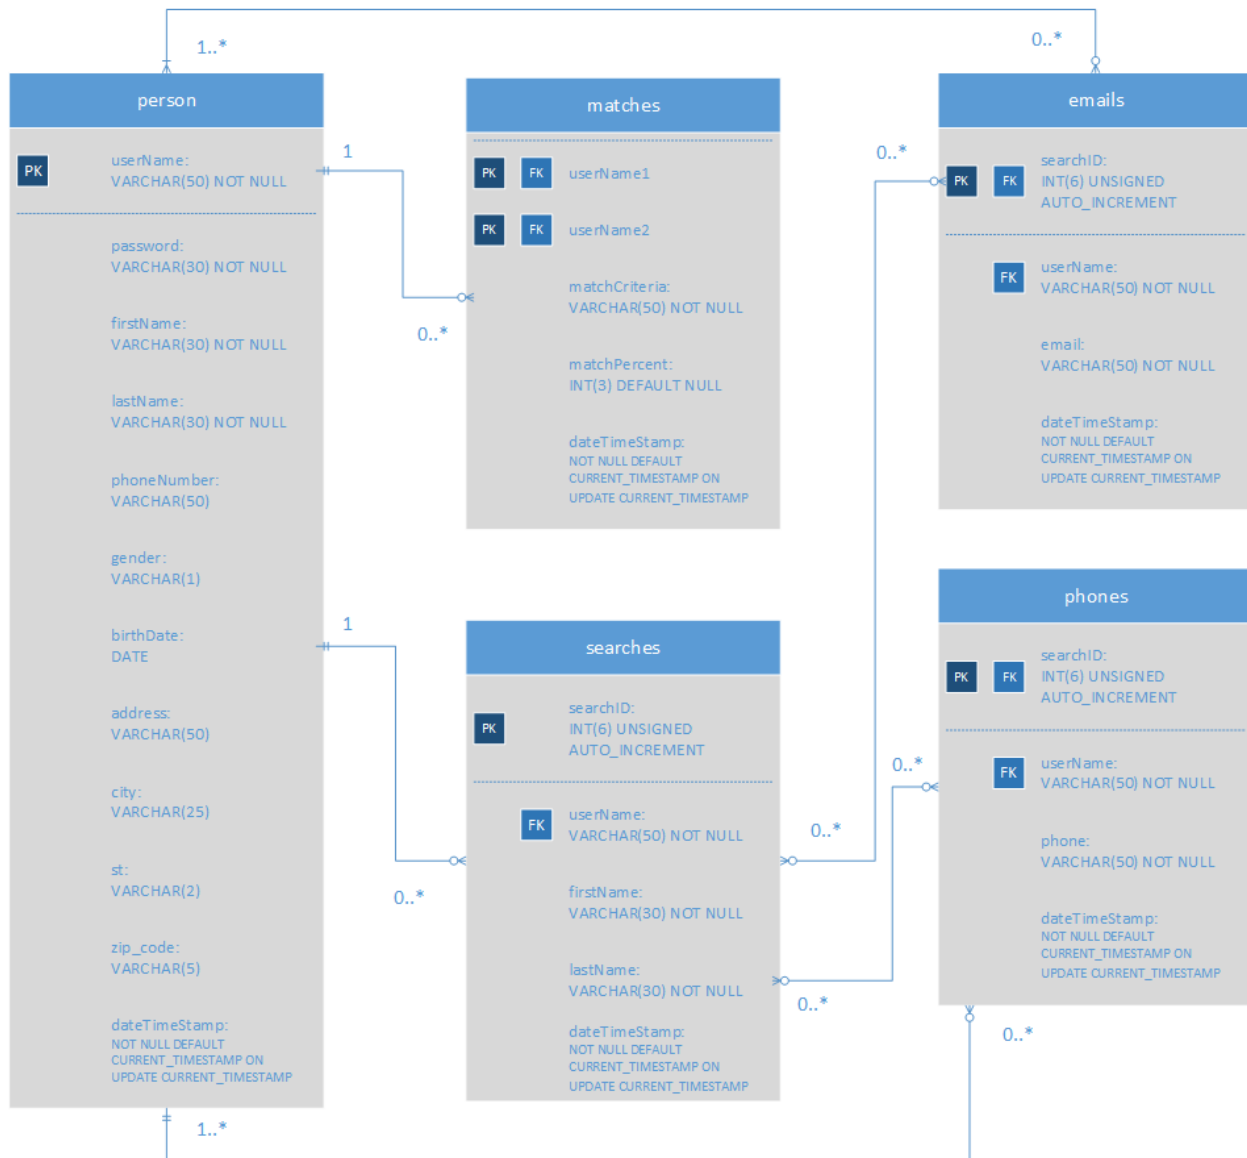 1..*
0..*
person
PK
userName:
VARCHAR(50) NOT NULL
password:
VARCHAR(30) NOT NULL
firstName:
VARCHAR(30) NOT NULL
lastName:
VARCHAR(30) NOT NULL
phoneNumber:
VARCHAR(50)
gender:
VARCHAR(1)
birthDate:
DATE
address:
VARCHAR(50)
city:
VARCHAR(25)
st:
VARCHAR(2)
zip_code:
VARCHAR(5)
dateTimeStamp:
NOT NULL DEFAULT
CURRENT_TIMESTAMP ON
UPDATE CURRENT_TIMESTAMP
1..*
1
0..*
1
0..*
matches
PK FK userName1
PK FK userName2
matchCriteria:
VARCHAR(50) NOT NULL
matchPercent:
INT(3) DEFAULT NULL
dateTimeStamp:
NOT NULL DEFAULT
CURRENT_TIMESTAMP ON
UPDATE CURRENT_TIMESTAMP
searches
PK
searchID:
INT(6) UNSIGNED
AUTO_INCREMENT
FK
userName:
VARCHAR(50) NOT NULL
firstName:
VARCHAR(30) NOT NULL
lastName:
VARCHAR(30) NOT NULL
dateTimeStamp:
NOT NULL DEFAULT
CURRENT_TIMESTAMP ON
UPDATE CURRENT_TIMESTAMP
0..*
0..*
0..*
0..*
emails
PK FK
searchID:
INT(6) UNSIGNED
AUTO_INCREMENT
FK
userName:
VARCHAR(50) NOT NULL
email:
VARCHAR(50) NOT NULL
dateTimeStamp:
NOT NULL DEFAULT
CURRENT_TIMESTAMP ON
UPDATE CURRENT_TIMESTAMP
phones
PK FK
searchID:
INT(6) UNSIGNED
AUTO_INCREMENT
FK
userName:
VARCHAR(50) NOT NULL
phone:
VARCHAR(50) NOT NULL
dateTimeStamp:
NOT NULL DEFAULT
CURRENT_TIMESTAMP ON
UPDATE CURRENT_TIMESTAMP
0..*